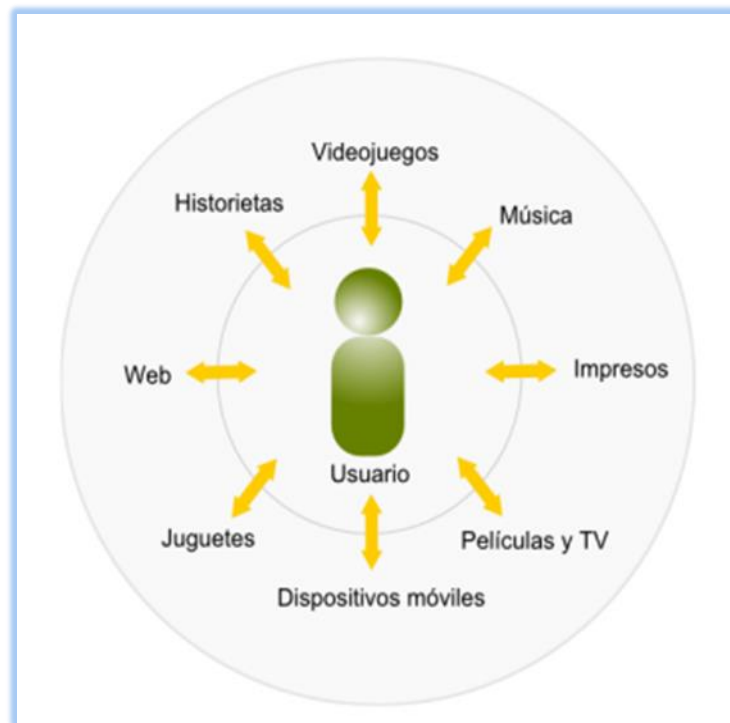 Videojuegos
Historietas
Música
Web
Impresos
Usuario
Juguetes
Películas y TV
Dispositivos móviles